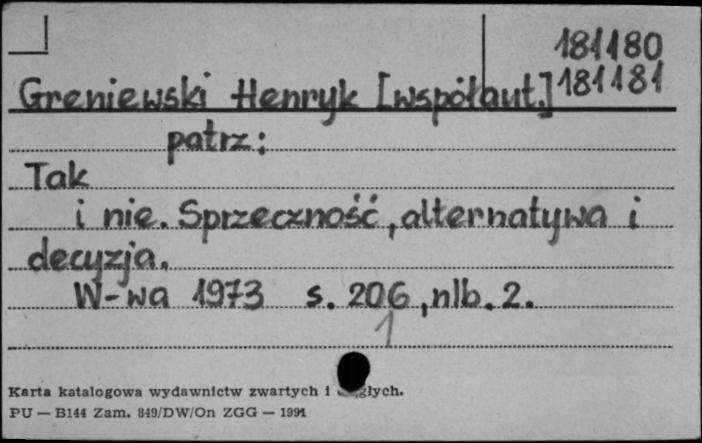 181180
Greniewski Henryk [współaut.] 181181
patrz:
Tak
i nie. Sprzeczność, alternatywa i
decyzja.
W-wa 1973 s. 206, nlb. 2.
1
Karta katalogowa wydawnictw zwartych i
PU — B144 Zam. 849/DW/On ZGG — 1991